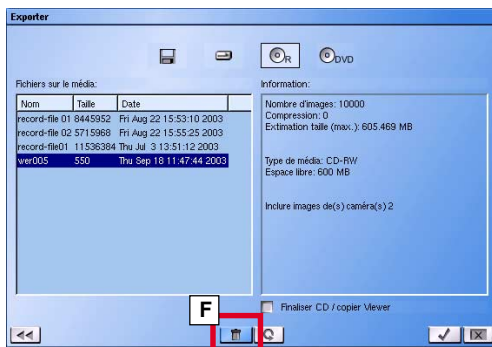 Exporter
R
DVD
Fichiers sur le média:
Nom Taille Date
record-file 01 8445952 Fri Aug 22 15:53:10 2003
record-file 02 5715968 Fri Aug 22 15:55:25 2003
record-file01 11536384 Thu Jul 3 13:51:12 2003
wer005 550 Thu Sep 18 11:47:44 2003
Information:
Nombre d'images: 10000
Compression: 0
Extimation taille (max.): 605.469 MB
Type de média: CD-RW
Espace libre: 600 MB
Inclure images de(s) caméra(s) 2
F
Finaliser CD / copier Viewer